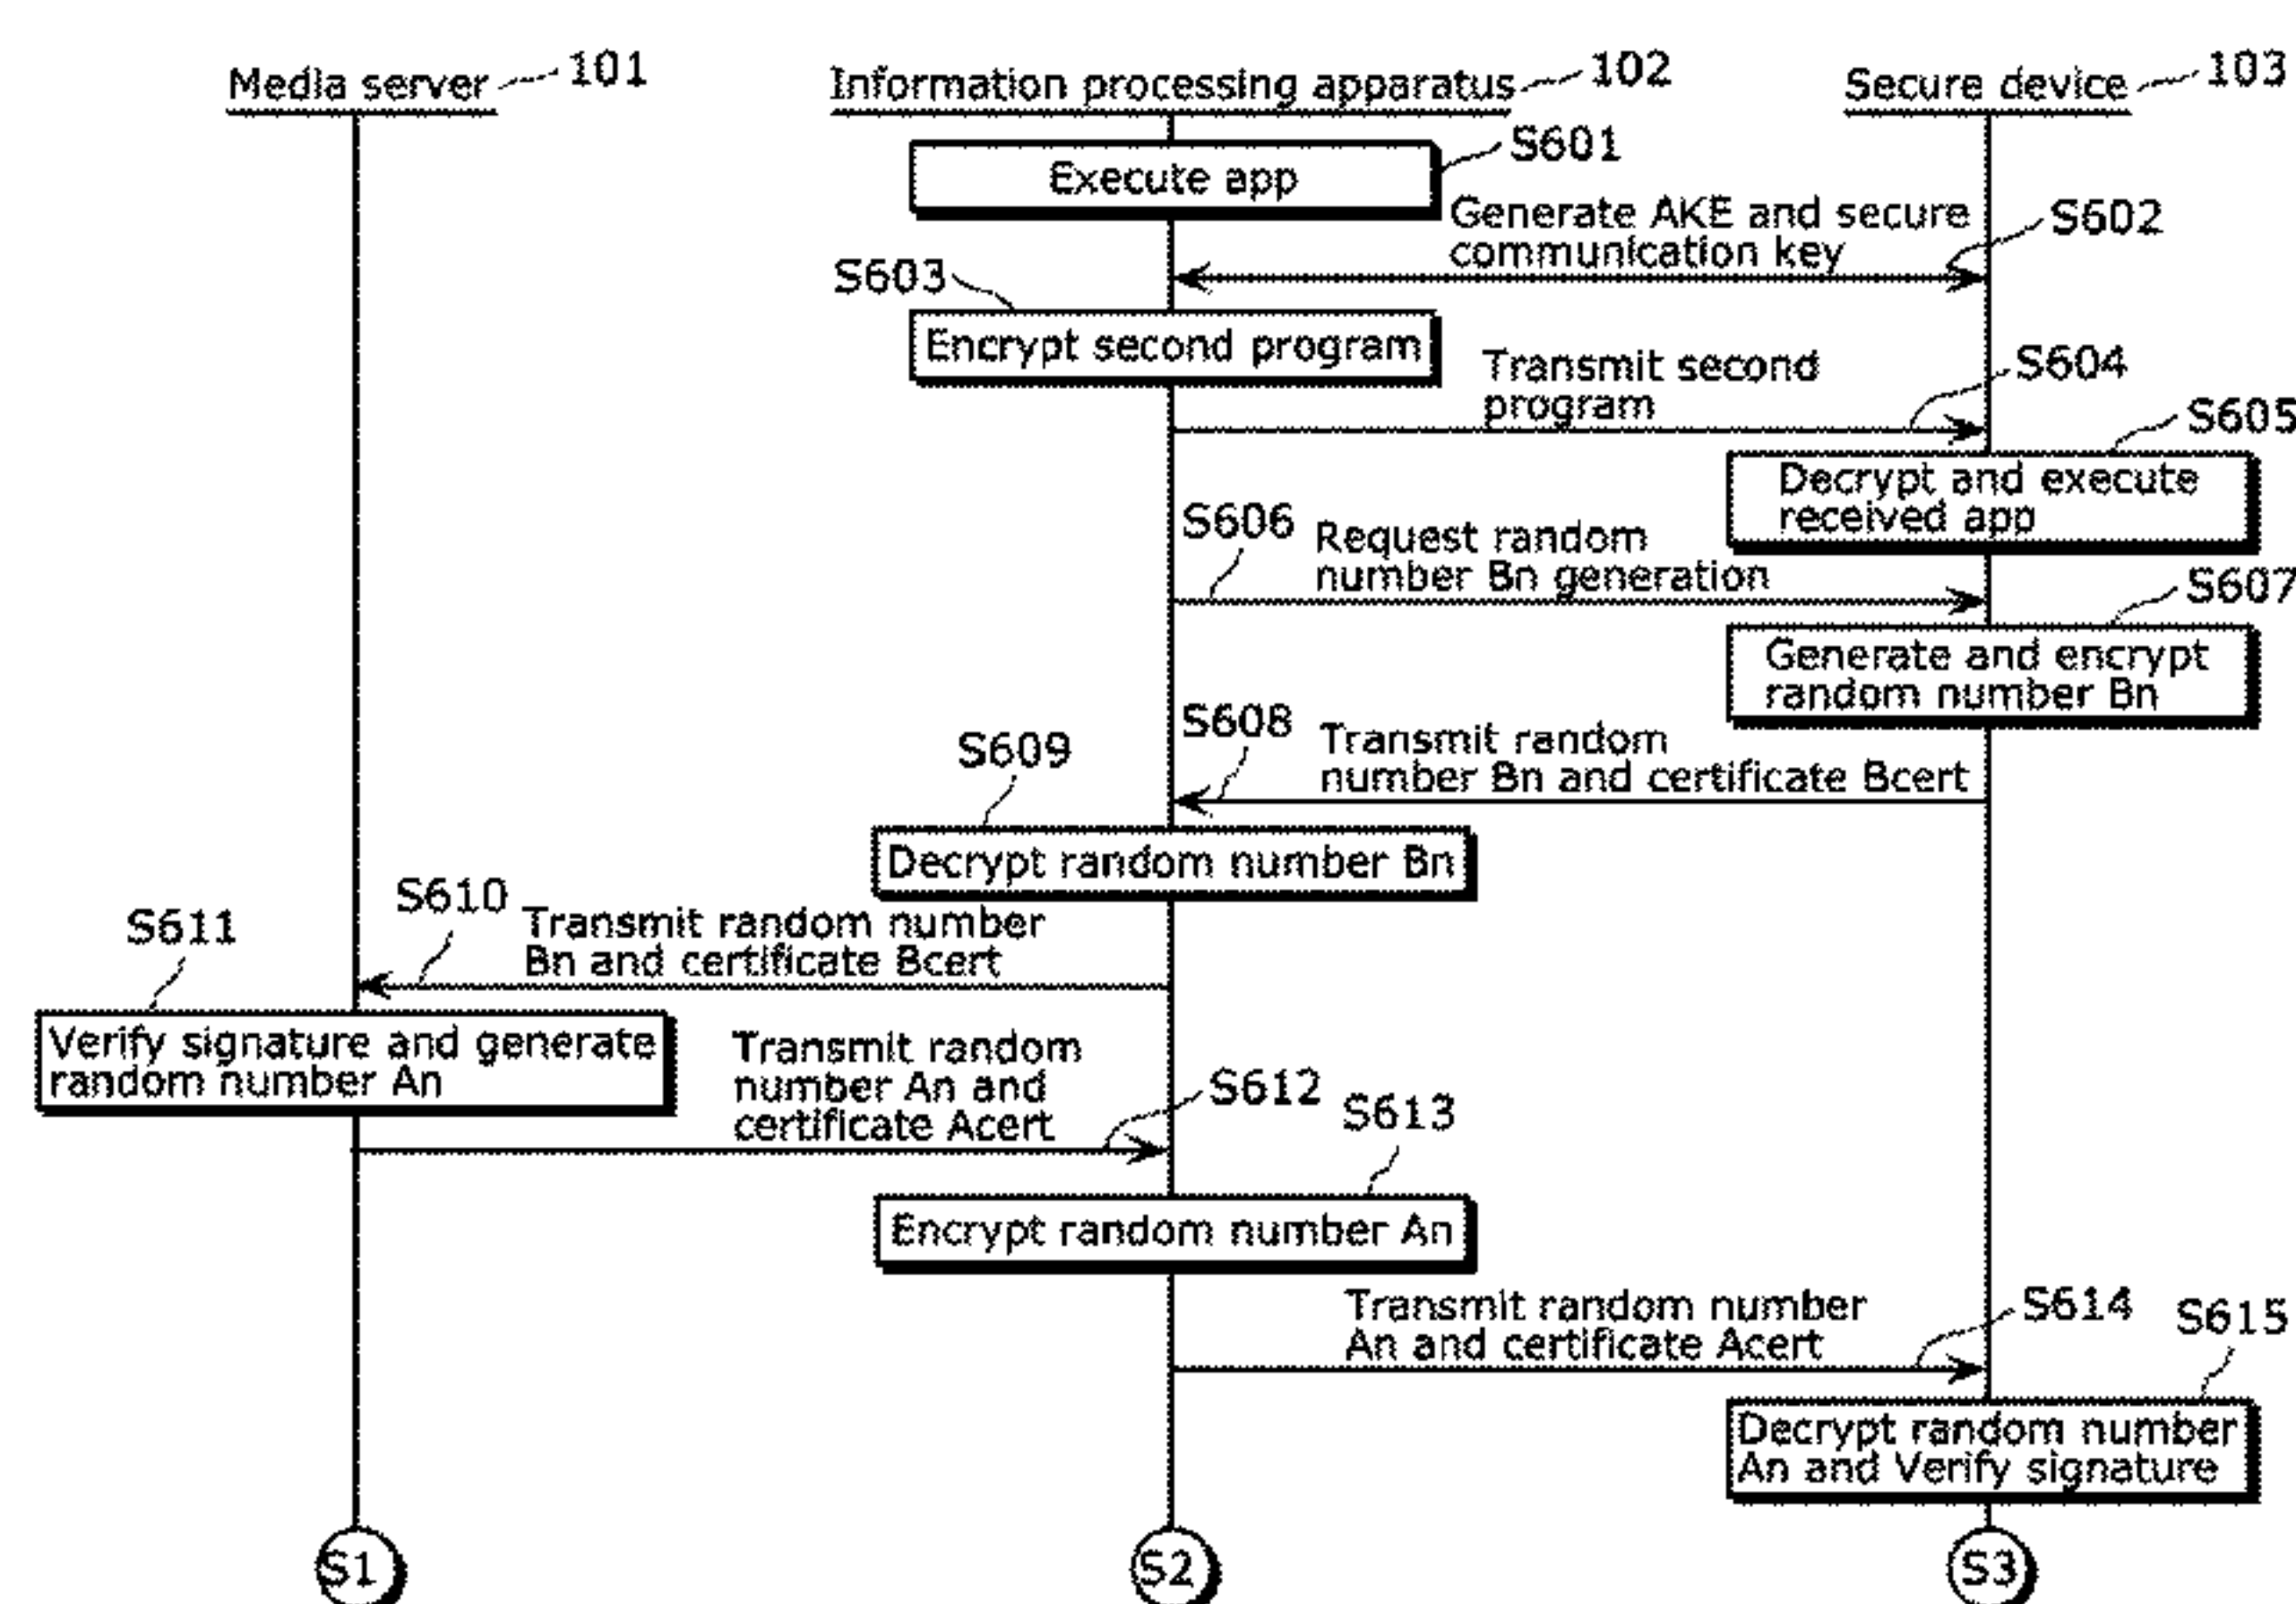 Media server
101
Information processing apparatus
102
Secure device
103
Execute app
S601
Generate AKE and secure
communication key
S602
S603
Encrypt second program
Transmit second
program
S604
S605
Decrypt and execute
received app
S606
Request random
number Bn generation
S607
Generate and encrypt
random number Bn
S608
Transmit random
number Bn and certificate Bcert
S609
Decrypt random number Bn
S610
Transmit random number
Bn and certificate Bcert
S611
Verify signature and generate
random number An
Transmit random
number An and
certificate Acert
S612
S613
Encrypt random number An
Transmit random number
An and certificate Acert
S614
S615
Decrypt random number
An and Verify signature
S1
S2
S3